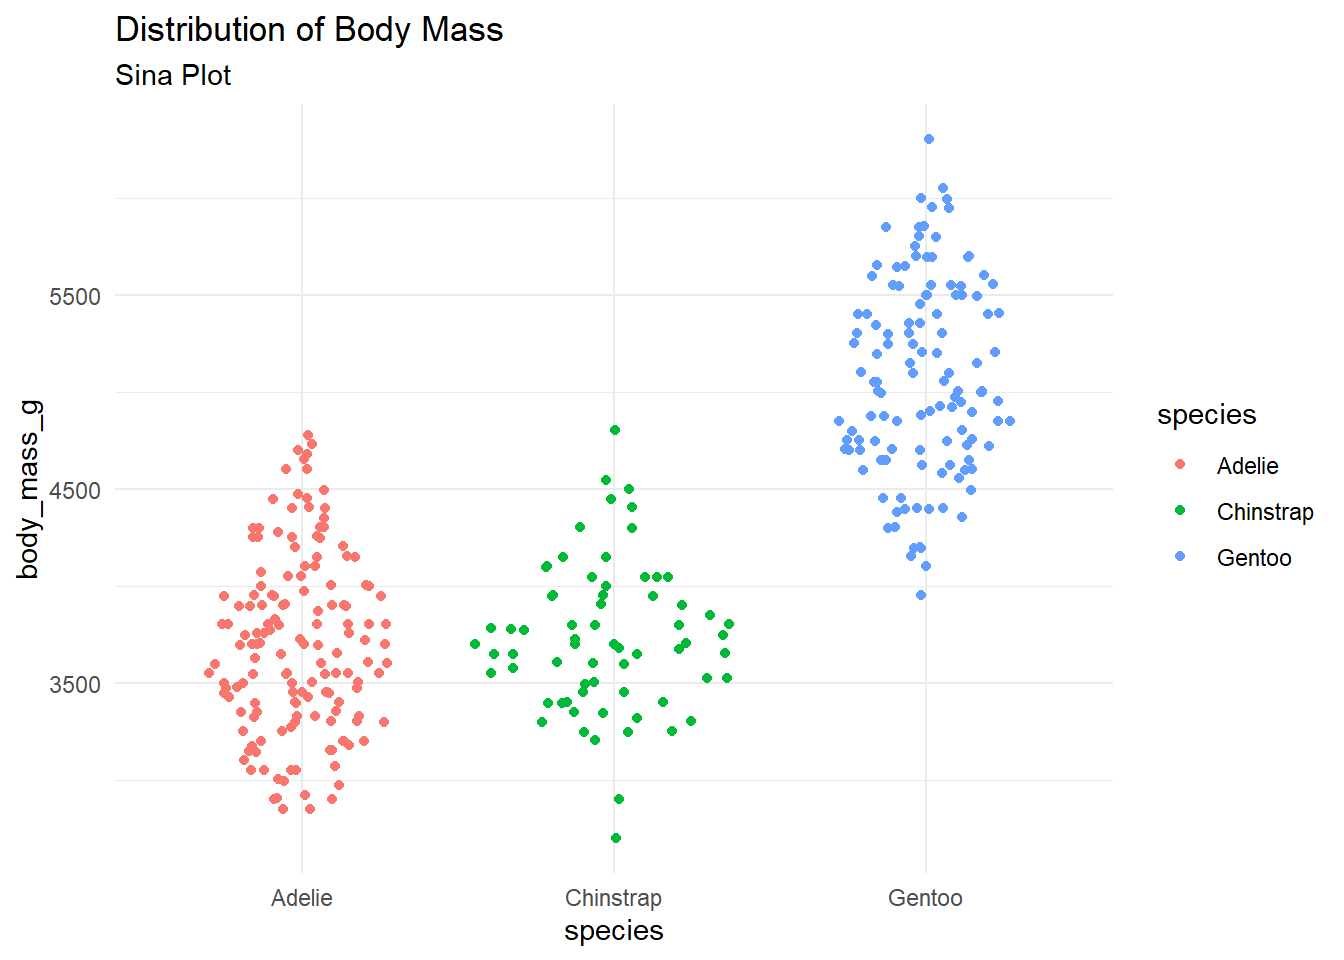 Distribution of Body Mass
Sina Plot
body_mass_g
5500
4500
3500
Adelie
Chinstrap
Gentoo
species
species
Adelie
Chinstrap
Gentoo